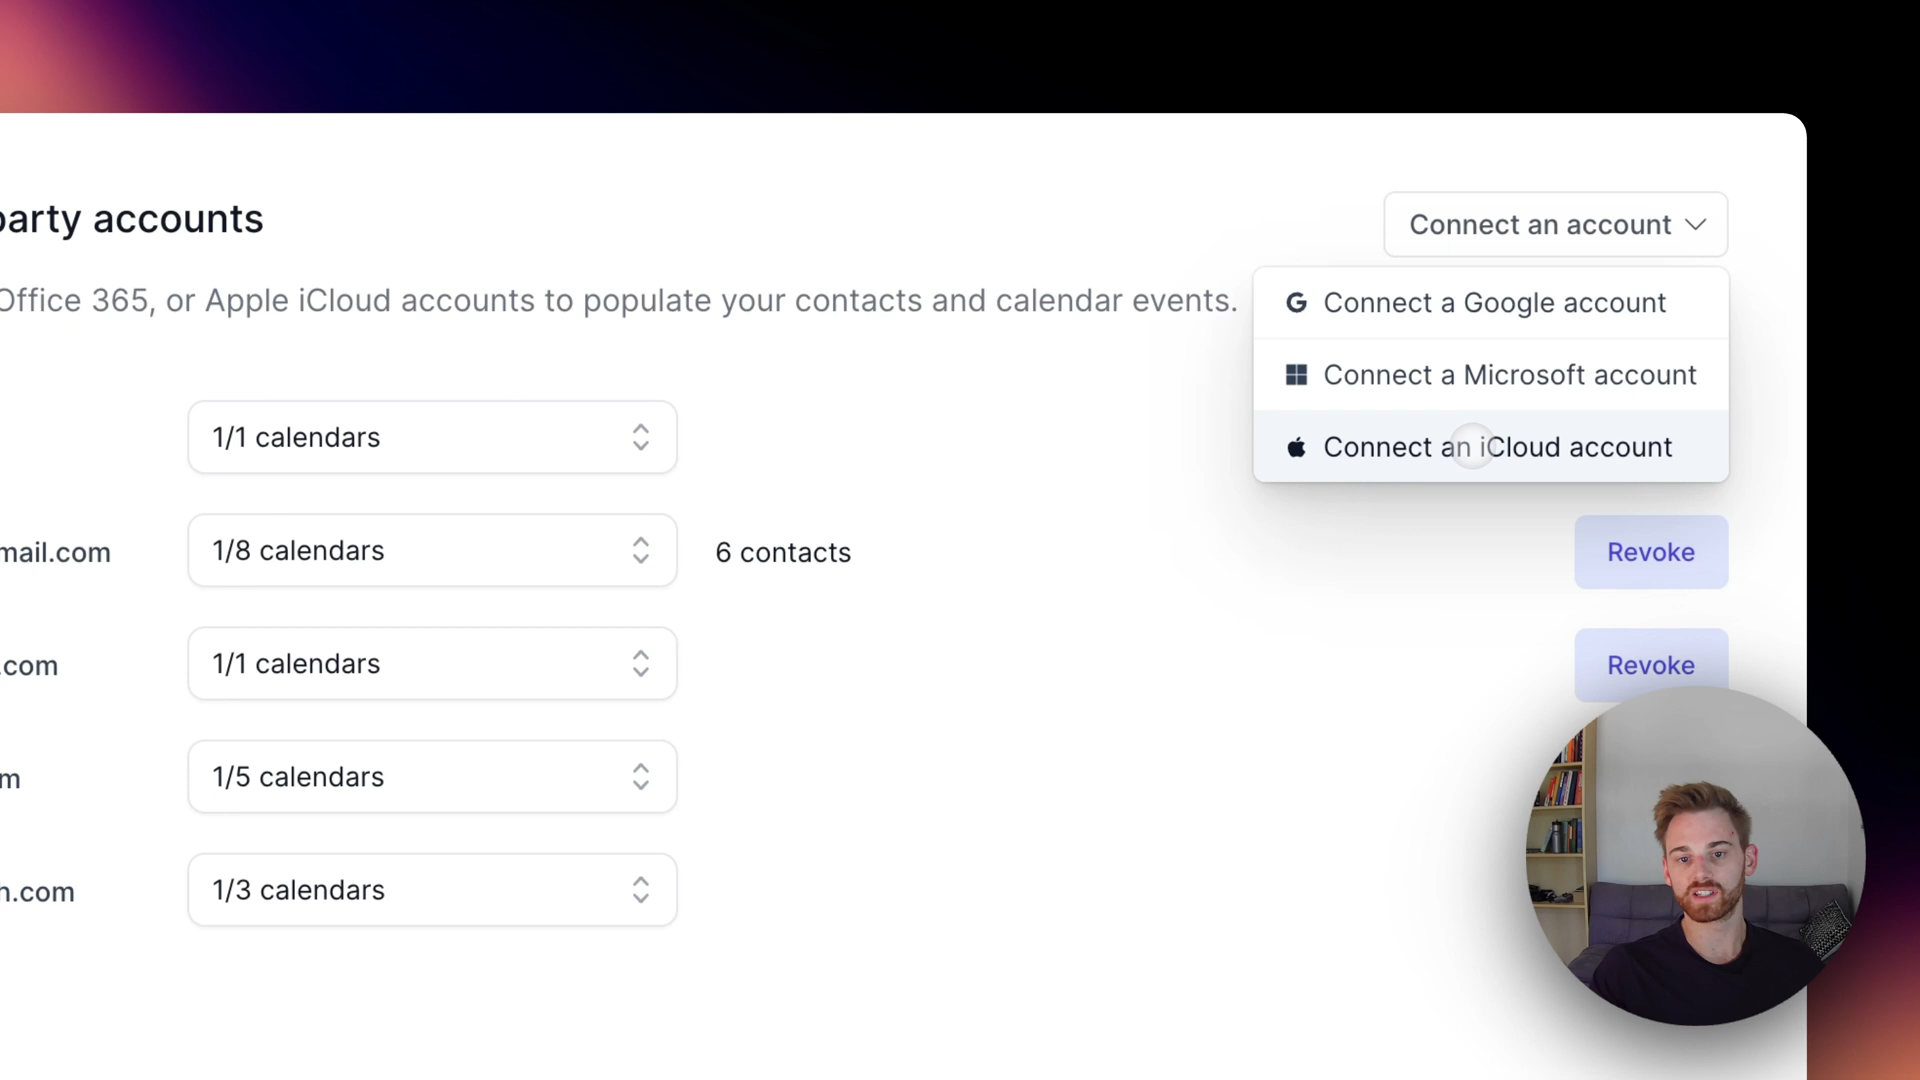 party accounts
Connect an account
Office 365, or Apple iCloud accounts to populate your contacts and calendar events.
Connect a Google account
Connect a Microsoft account
Connect an iCloud account
1/1 calendars
mail.com
1/8 calendars
6 contacts
Revoke
.com
1/1 calendars
Revoke
m
1/5 calendars
h.com
1/3 calendars